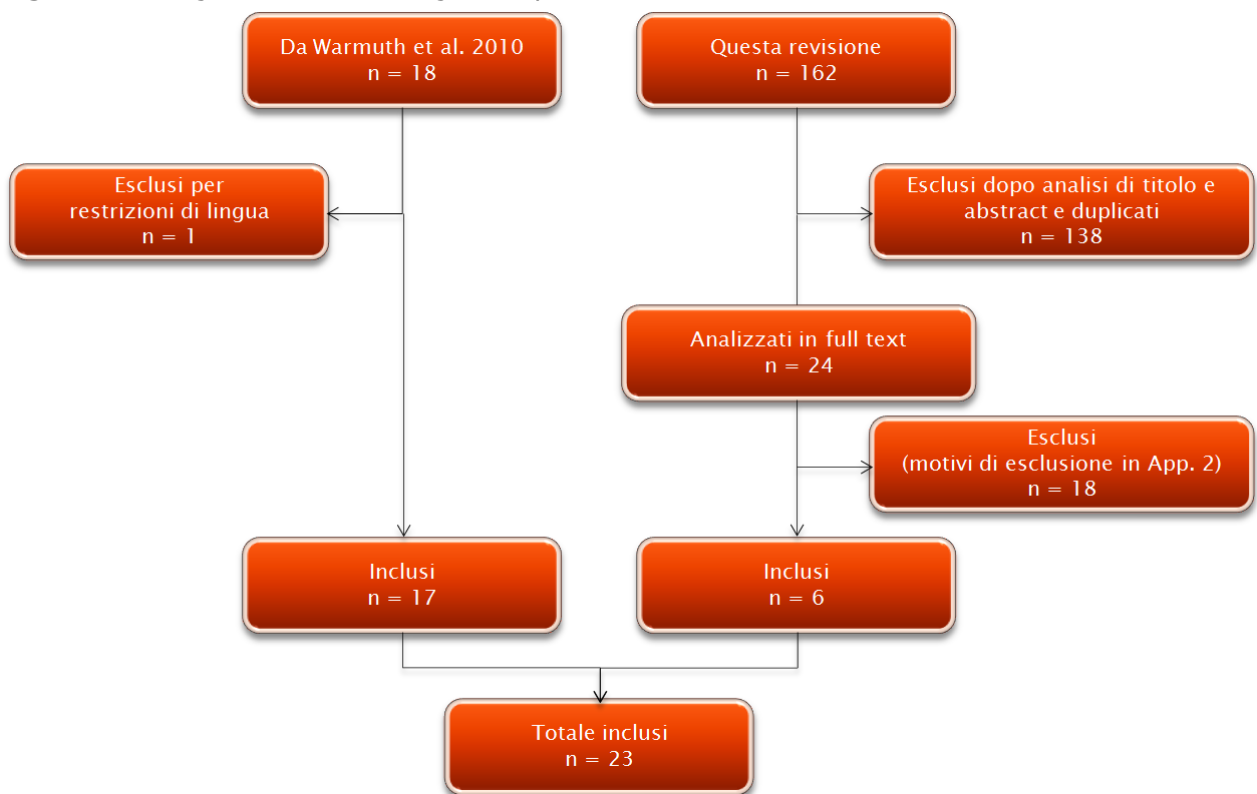 Da Warmuth et al. 2010
n = 18
Questa revisione
n = 162
Esclusi per
restrizioni di lingua
n = 1
Esclusi dopo analisi di titolo e
abstract e duplicati
n = 138
Analizzati in full text
n = 24
Esclusi
(motivi di esclusione in App. 2)
n = 18
Inclusi
n = 17
Inclusi
n = 6
Totale inclusi
n = 23